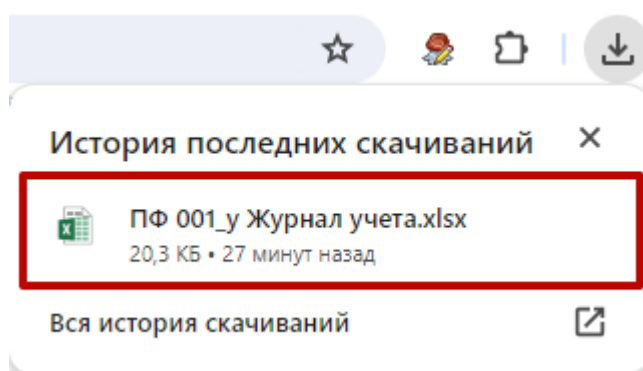 История последних скачиваний
ПФ 001_у Журнал учета.xlsx
20,3 КБ • 27 минут назад
Вся история скачиваний